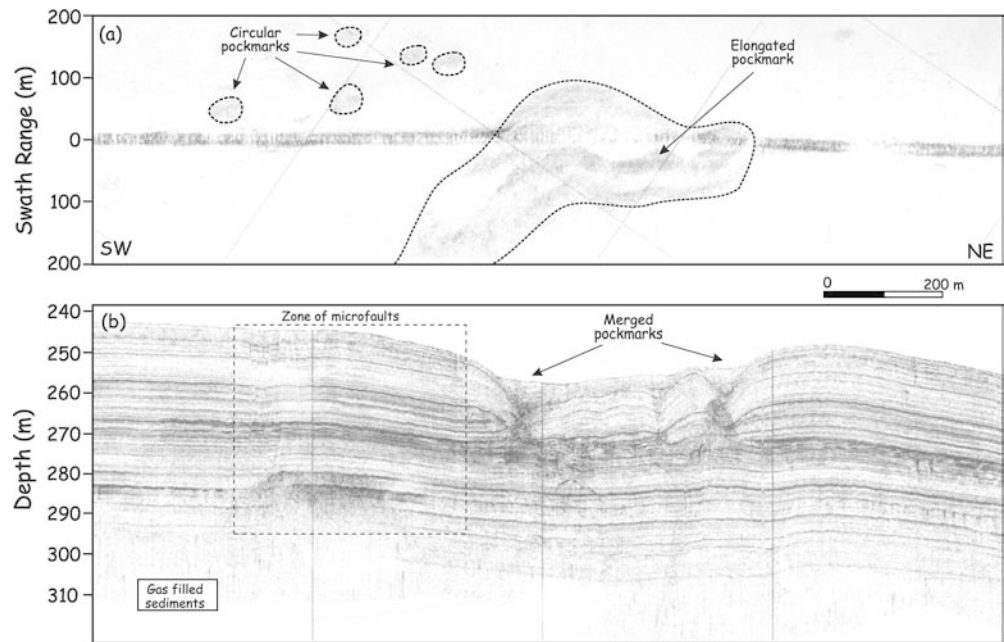 200
(a)
Circular
pockmarks
Elongated
pockmark
100
0
100
200
Swath Range (m)
SW
NE
0
200 m
240
(b)
Zone of microfaults
Merged
pockmarks
250
260
270
280
290
300
310
Depth (m)
Gas filled
sediments